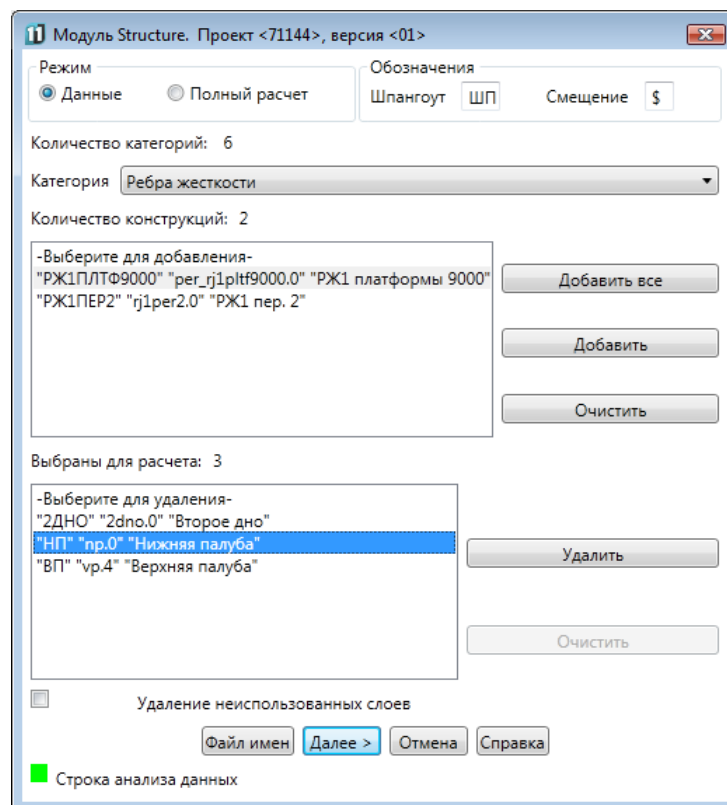 Модуль Structure. Проект <71144>, версия <01>
Режим
Обозначения
Данные Полный расчет Шпангоут ШП Смещение $
Количество категорий: 6
Категория Ребра жесткости
Количество конструкций: 2
-Выберите для добавления-
"РЖ1ПЛТФ9000" "per_rj1pltf9000.0" "РЖ1 платформы 9000"
"РЖ1ПЕР2" "rj1per2.0" "РЖ1 пер. 2"
Добавить все
Добавить
Очистить
Выбраны для расчета: 3
-Выберите для удаления-
"2ДНО" "2dno.0" "Второе дно"
"НП" "np.0" "Нижняя палуба"
"ВП" "vp.4" "Верхняя палуба"
Удалить
Очистить
Удаление неиспользованных слоев
Файл имен Далее > Отмена Справка
Строка анализа данных